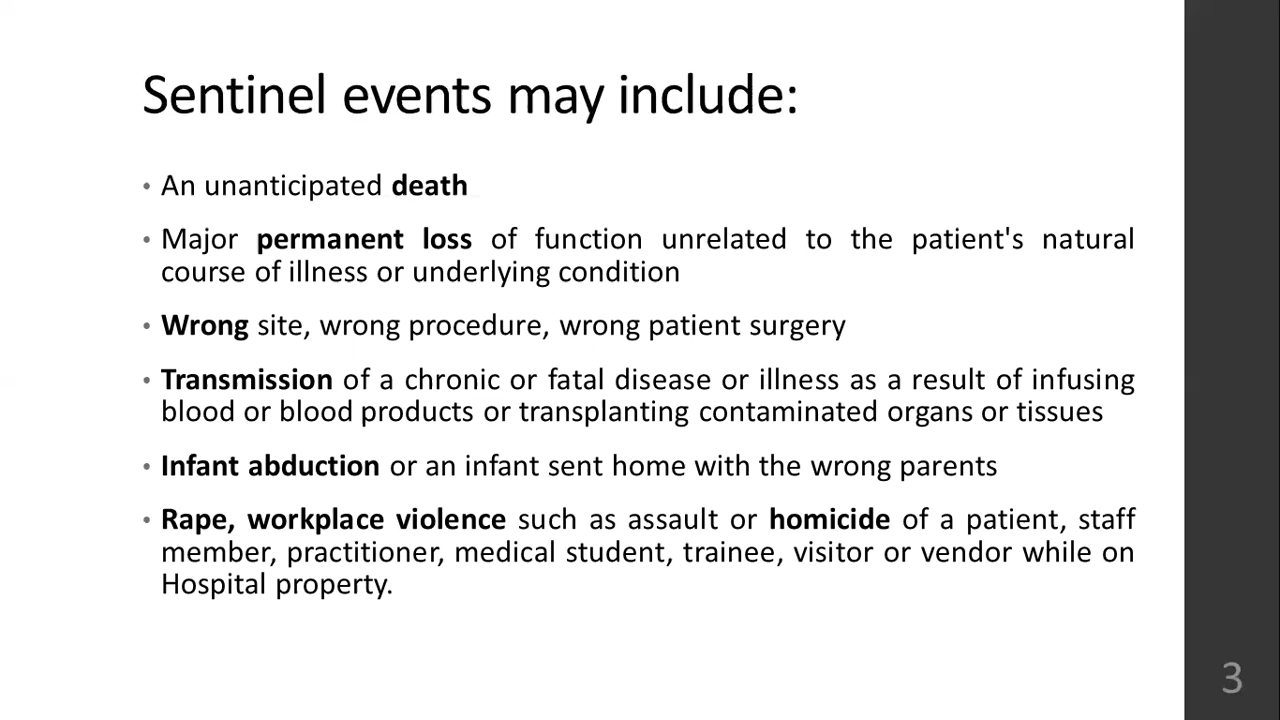 Sentinel events may include:
• An unanticipated death
• Major permanent loss of function unrelated to the patient's natural
course of illness or underlying condition
• Wrong site, wrong procedure, wrong patient surgery
• Transmission of a chronic or fatal disease or illness as a result of infusing
blood or blood products or transplanting contaminated organs or tissues
• Infant abduction or an infant sent home with the wrong parents
• Rape, workplace violence such as assault or homicide of a patient, staff
member, practitioner, medical student, trainee, visitor or vendor while on
Hospital property.
3